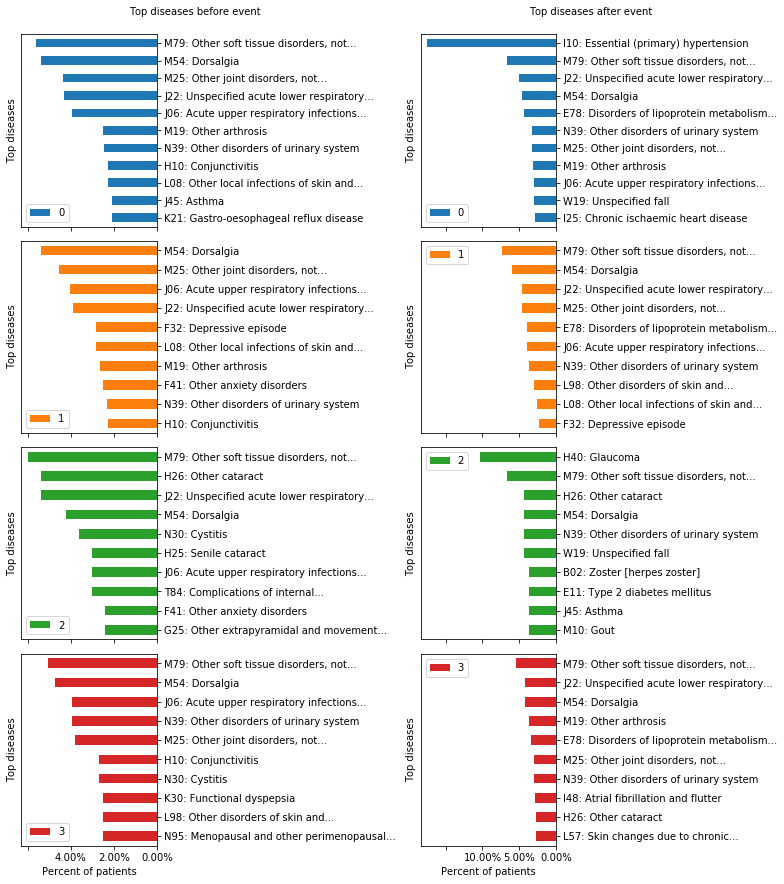 Top diseases before event
M79: Other soft tissue disorders, not...
M54: Dorsalgia
M25: Other joint disorders, not...
J22: Unspecified acute lower respiratory...
J06: Acute upper respiratory infections...
M19: Other arthrosis
N39: Other disorders of urinary system
H10: Conjunctivitis
L08: Other local infections of skin and...
J45: Asthma
K21: Gastro-oesophageal reflux disease
Top diseases
0
M54: Dorsalgia
M25: Other joint disorders, not...
J06: Acute upper respiratory infections...
J22: Unspecified acute lower respiratory...
F32: Depressive episode
L08: Other local infections of skin and...
M19: Other arthrosis
F41: Other anxiety disorders
N39: Other disorders of urinary system
H10: Conjunctivitis
Top diseases
1
M79: Other soft tissue disorders, not...
H26: Other cataract
J22: Unspecified acute lower respiratory...
M54: Dorsalgia
N30: Cystitis
H25: Senile cataract
J06: Acute upper respiratory infections...
T84: Complications of internal...
F41: Other anxiety disorders
G25: Other extrapyramidal and movement...
Top diseases
2
M79: Other soft tissue disorders, not...
M54: Dorsalgia
J06: Acute upper respiratory infections...
N39: Other disorders of urinary system
M25: Other joint disorders, not...
H10: Conjunctivitis
N30: Cystitis
K30: Functional dyspepsia
L98: Other disorders of skin and...
N95: Menopausal and other perimenopausal...
Top diseases
3
4.00% 2.00% 0.00%
Percent of patients
Top diseases after event
I10: Essential (primary) hypertension
M79: Other soft tissue disorders, not...
J22: Unspecified acute lower respiratory...
M54: Dorsalgia
E78: Disorders of lipoprotein metabolism...
N39: Other disorders of urinary system
M25: Other joint disorders, not...
M19: Other arthrosis
J06: Acute upper respiratory infections...
W19: Unspecified fall
I25: Chronic ischaemic heart disease
Top diseases
0
M79: Other soft tissue disorders, not...
M54: Dorsalgia
J22: Unspecified acute lower respiratory...
M25: Other joint disorders, not...
E78: Disorders of lipoprotein metabolism...
J06: Acute upper respiratory infections...
N39: Other disorders of urinary system
L98: Other disorders of skin and...
L08: Other local infections of skin and...
F32: Depressive episode
Top diseases
1
H40: Glaucoma
M79: Other soft tissue disorders, not...
H26: Other cataract
M54: Dorsalgia
N39: Other disorders of urinary system
W19: Unspecified fall
B02: Zoster [herpes zoster]
E11: Type 2 diabetes mellitus
J45: Asthma
M10: Gout
Top diseases
2
M79: Other soft tissue disorders, not...
J22: Unspecified acute lower respiratory...
M54: Dorsalgia
M19: Other arthrosis
E78: Disorders of lipoprotein metabolism...
M25: Other joint disorders, not...
N39: Other disorders of urinary system
I48: Atrial fibrillation and flutter
H26: Other cataract
L57: Skin changes due to chronic...
Top diseases
3
10.00% 5.00% 0.00%
Percent of patients